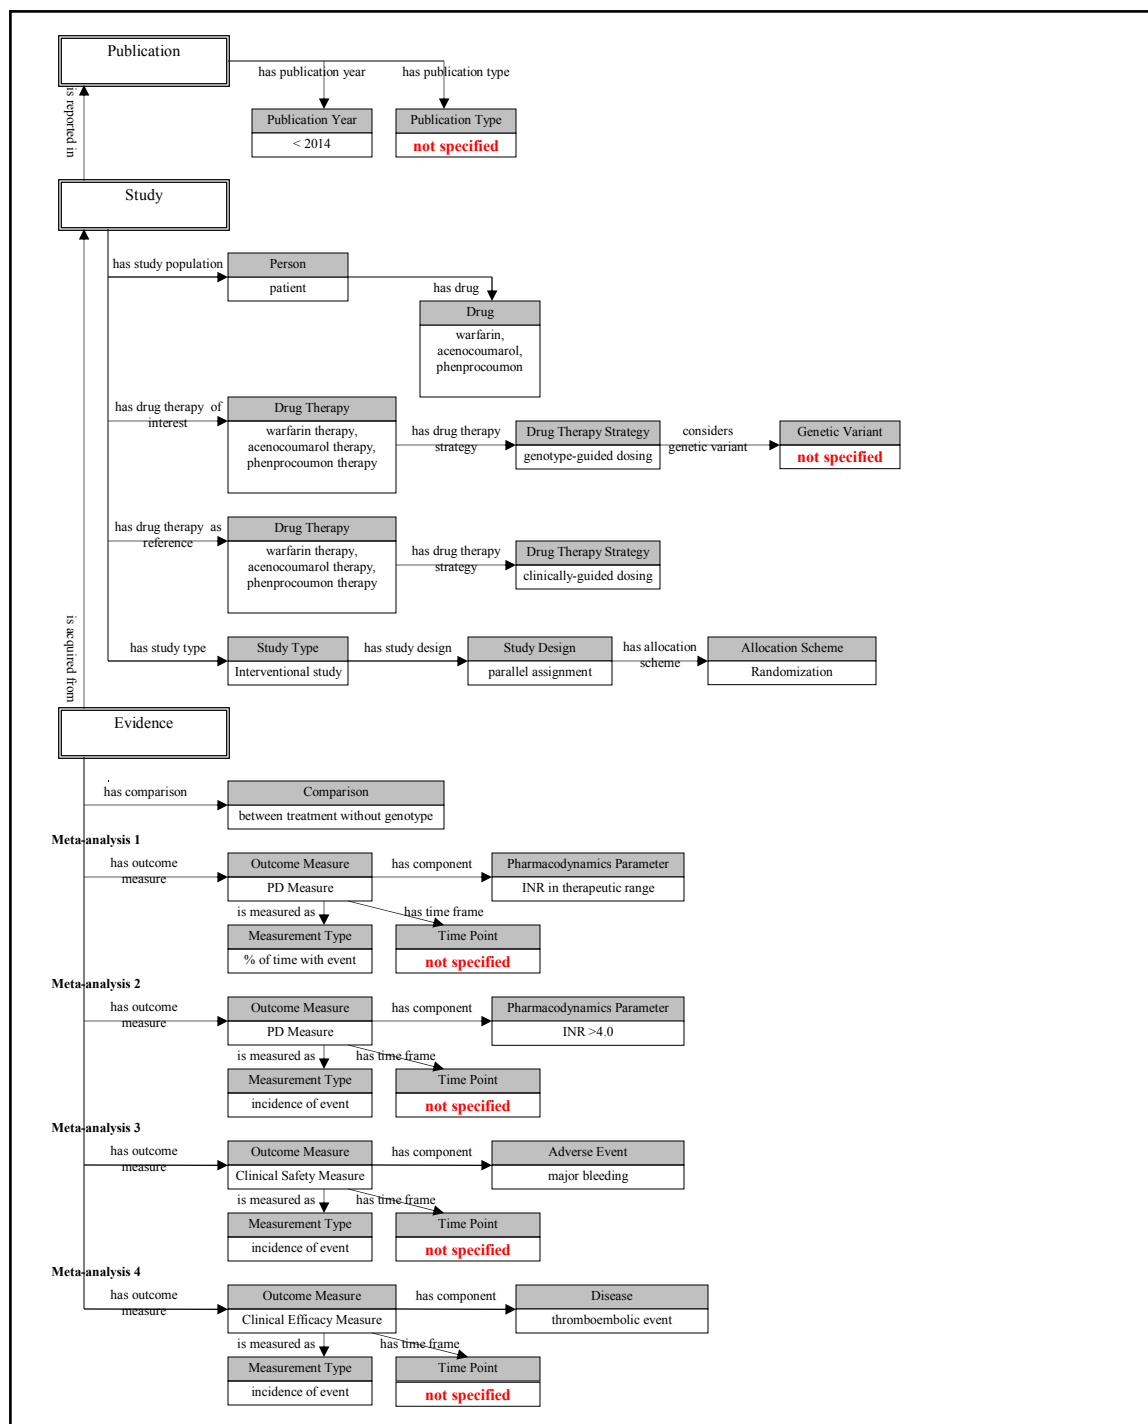 Publication
has publication year
has publication type
is reported in
Publication Year
Publication Type
< 2014
not specified
Study
has study population
Person
patient
has drug
Drug
warfarin,
acenocoumarol,
phenprocoumon
has drug therapy of
interest
Drug Therapy
warfarin therapy,
acenocoumarol therapy,
phenprocoumon therapy
has drug therapy
strategy
Drug Therapy Strategy
genotype-guided dosing
considers
genetic variant
Genetic Variant
not specified
has drug therapy as
reference
Drug Therapy
warfarin therapy,
acenocoumarol therapy,
phenprocoumon therapy
has drug therapy
strategy
Drug Therapy Strategy
clinically-guided dosing
is acquired from
has study type
Study Type
Interventional study
has study design
Study Design
parallel assignment
has allocation
scheme
Allocation Scheme
Randomization
Evidence
has comparison
Comparison
between treatment without genotype
Meta-analysis 1
has outcome
measure
Outcome Measure
PD Measure
has component
Pharmacodynamics Parameter
INR in therapeutic range
is measured as
has time frame
Measurement Type
% of time with event
Time Point
not specified
Meta-analysis 2
has outcome
measure
Outcome Measure
PD Measure
has component
Pharmacodynamics Parameter
INR >4.0
is measured as
has time frame
Measurement Type
incidence of event
Time Point
not specified
Meta-analysis 3
has outcome
measure
Outcome Measure
Clinical Safety Measure
has component
Adverse Event
major bleeding
is measured as
has time frame
Measurement Type
incidence of event
Time Point
not specified
Meta-analysis 4
has outcome
measure
Outcome Measure
Clinical Efficacy Measure
has component
Disease
thromboembolic event
is measured as
has time frame
Measurement Type
incidence of event
Time Point
not specified